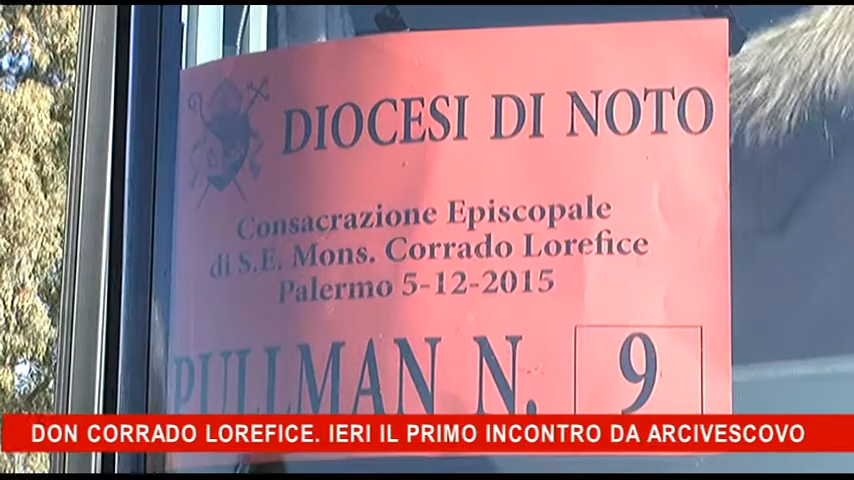 DIOCESI DI NOTO
Consacrazione Episcopale
di S.E. Mons. Corrado Lorefice
Palermo 5-12-2015
PULLMAN N. 9
DON CORRADO LOREFICE. IERI IL PRIMO INCONTRO DA ARCIVESCOVO